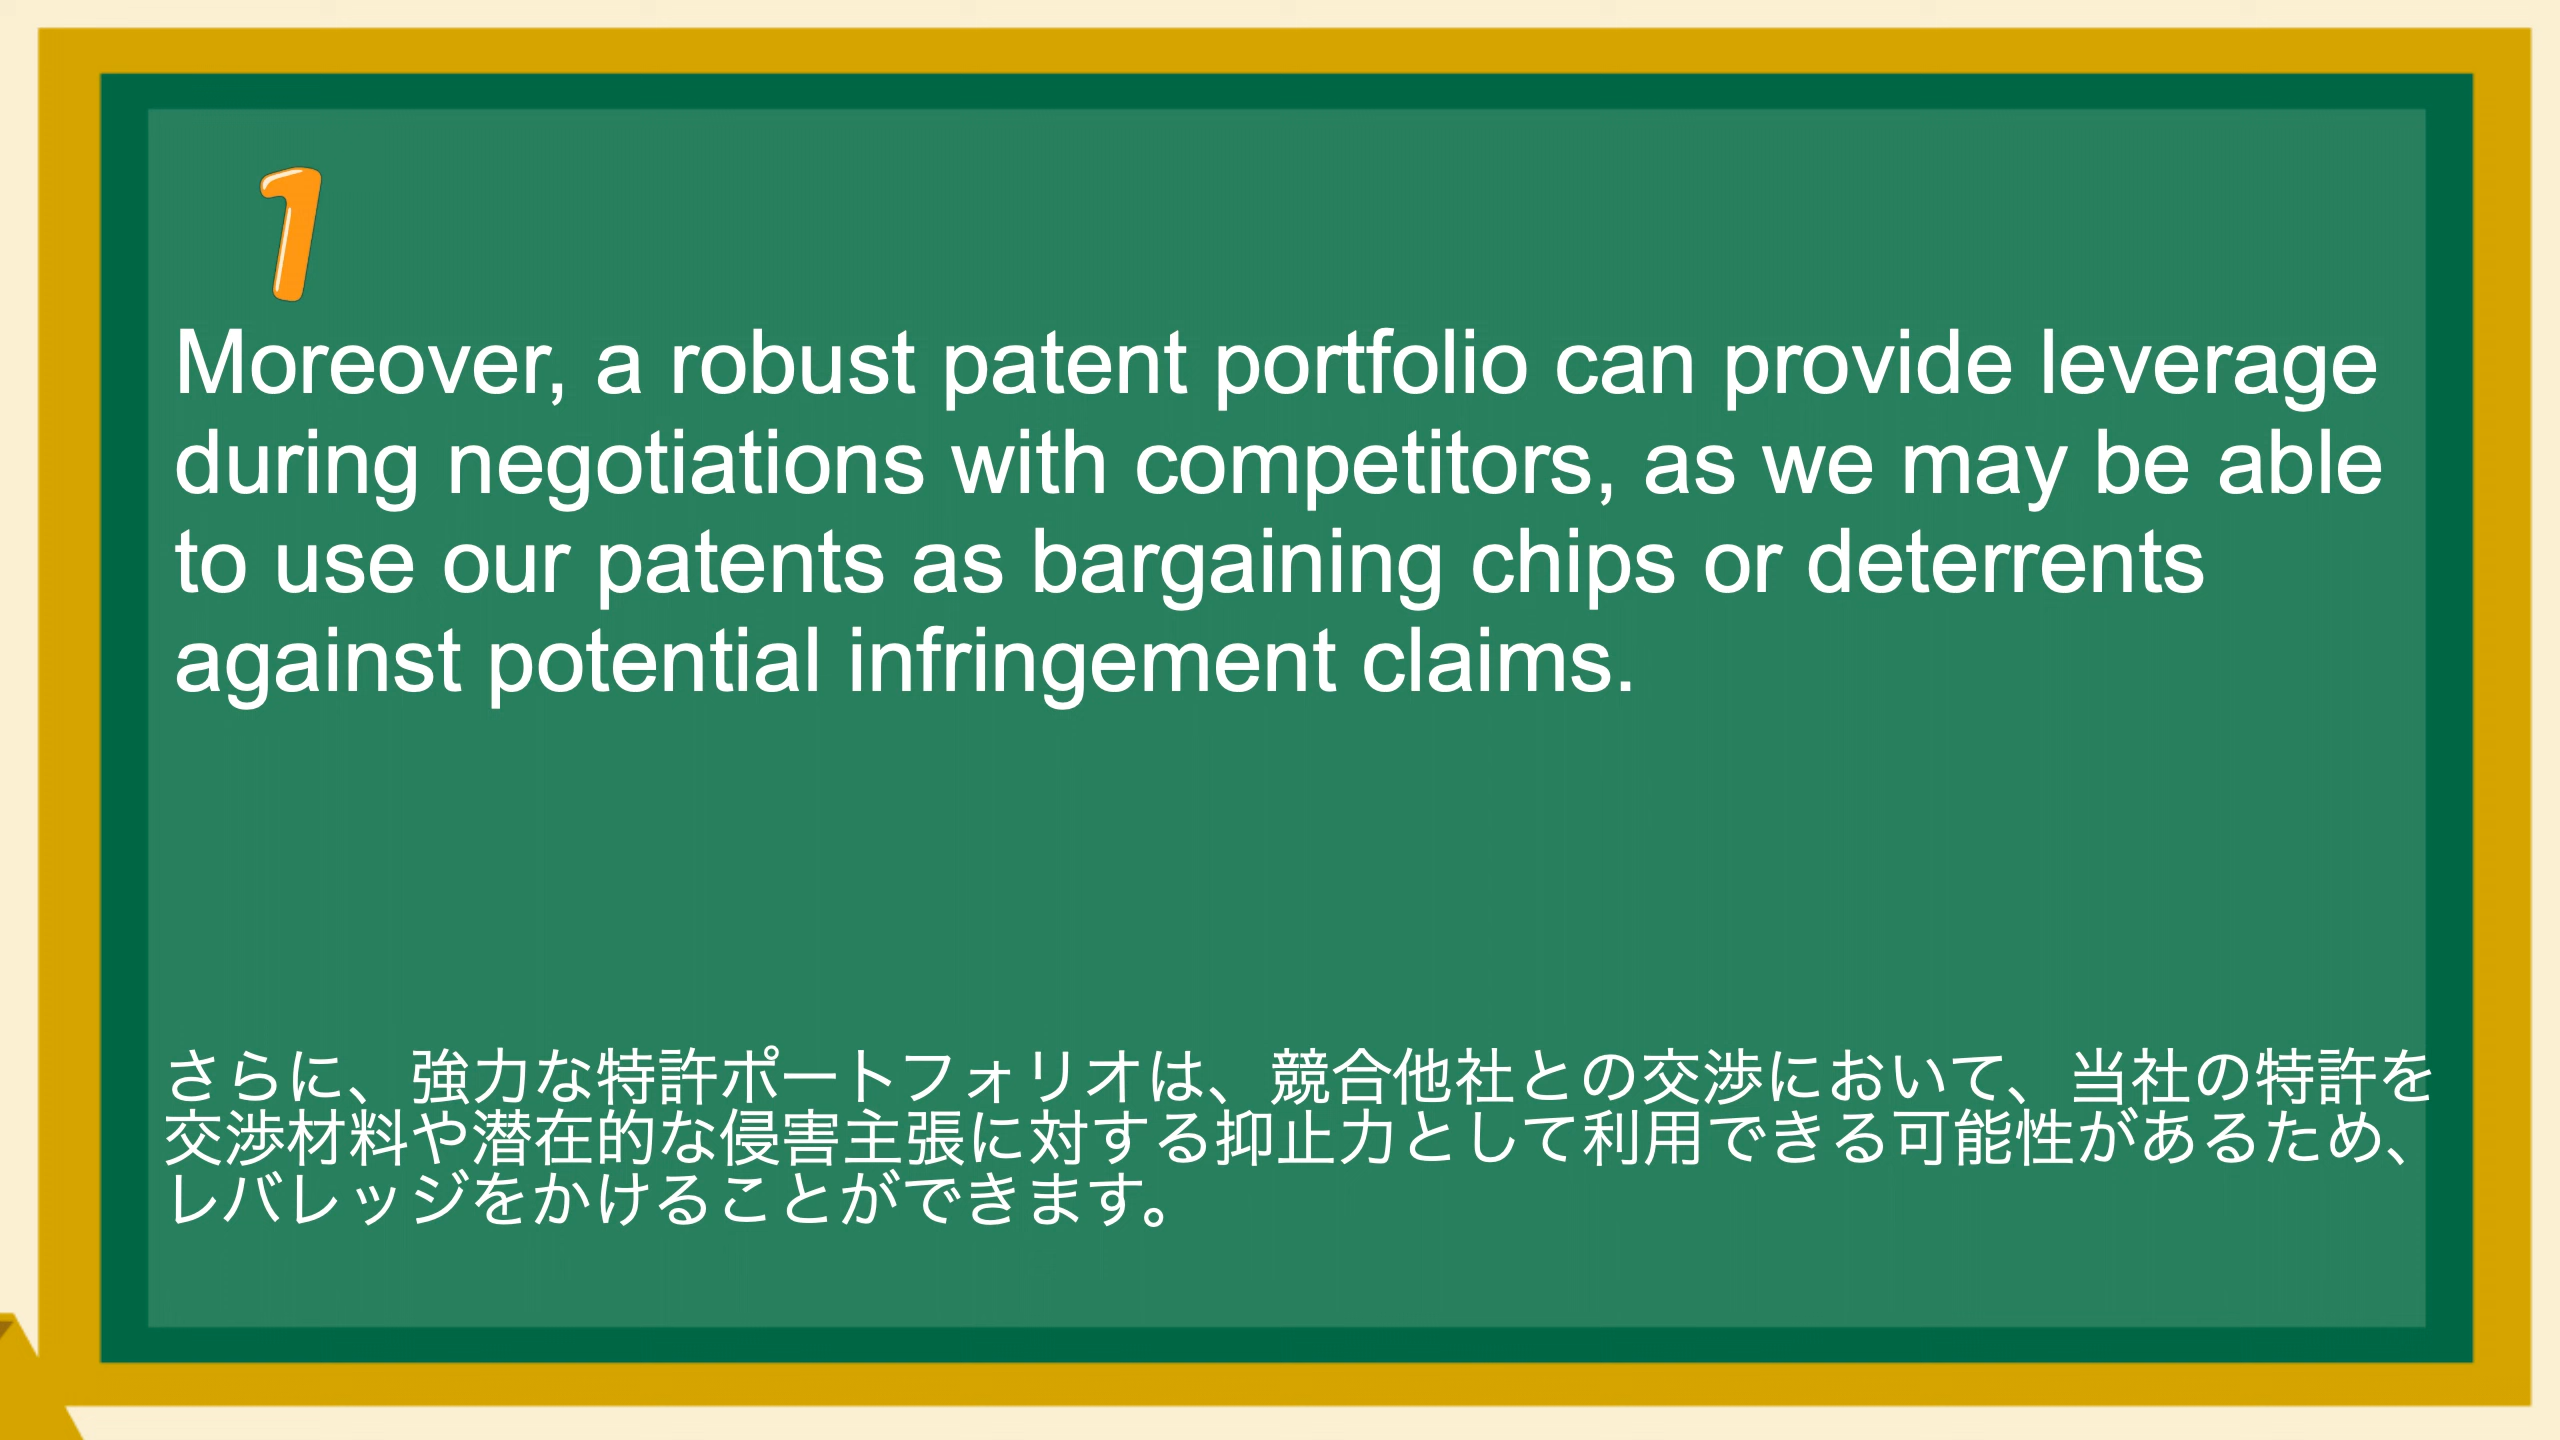 1
Moreover, a robust patent portfolio can provide leverage
during negotiations with competitors, as we may be able
to use our patents as bargaining chips or deterrents
against potential infringement claims.
さらに、強力な特許ポートフォリオは、競合他社との交渉において、当社の特許を
交渉材料や潜在的な侵害主張に対する抑止力として利用できる可能性があるため、
レバレッジをかけることができます。